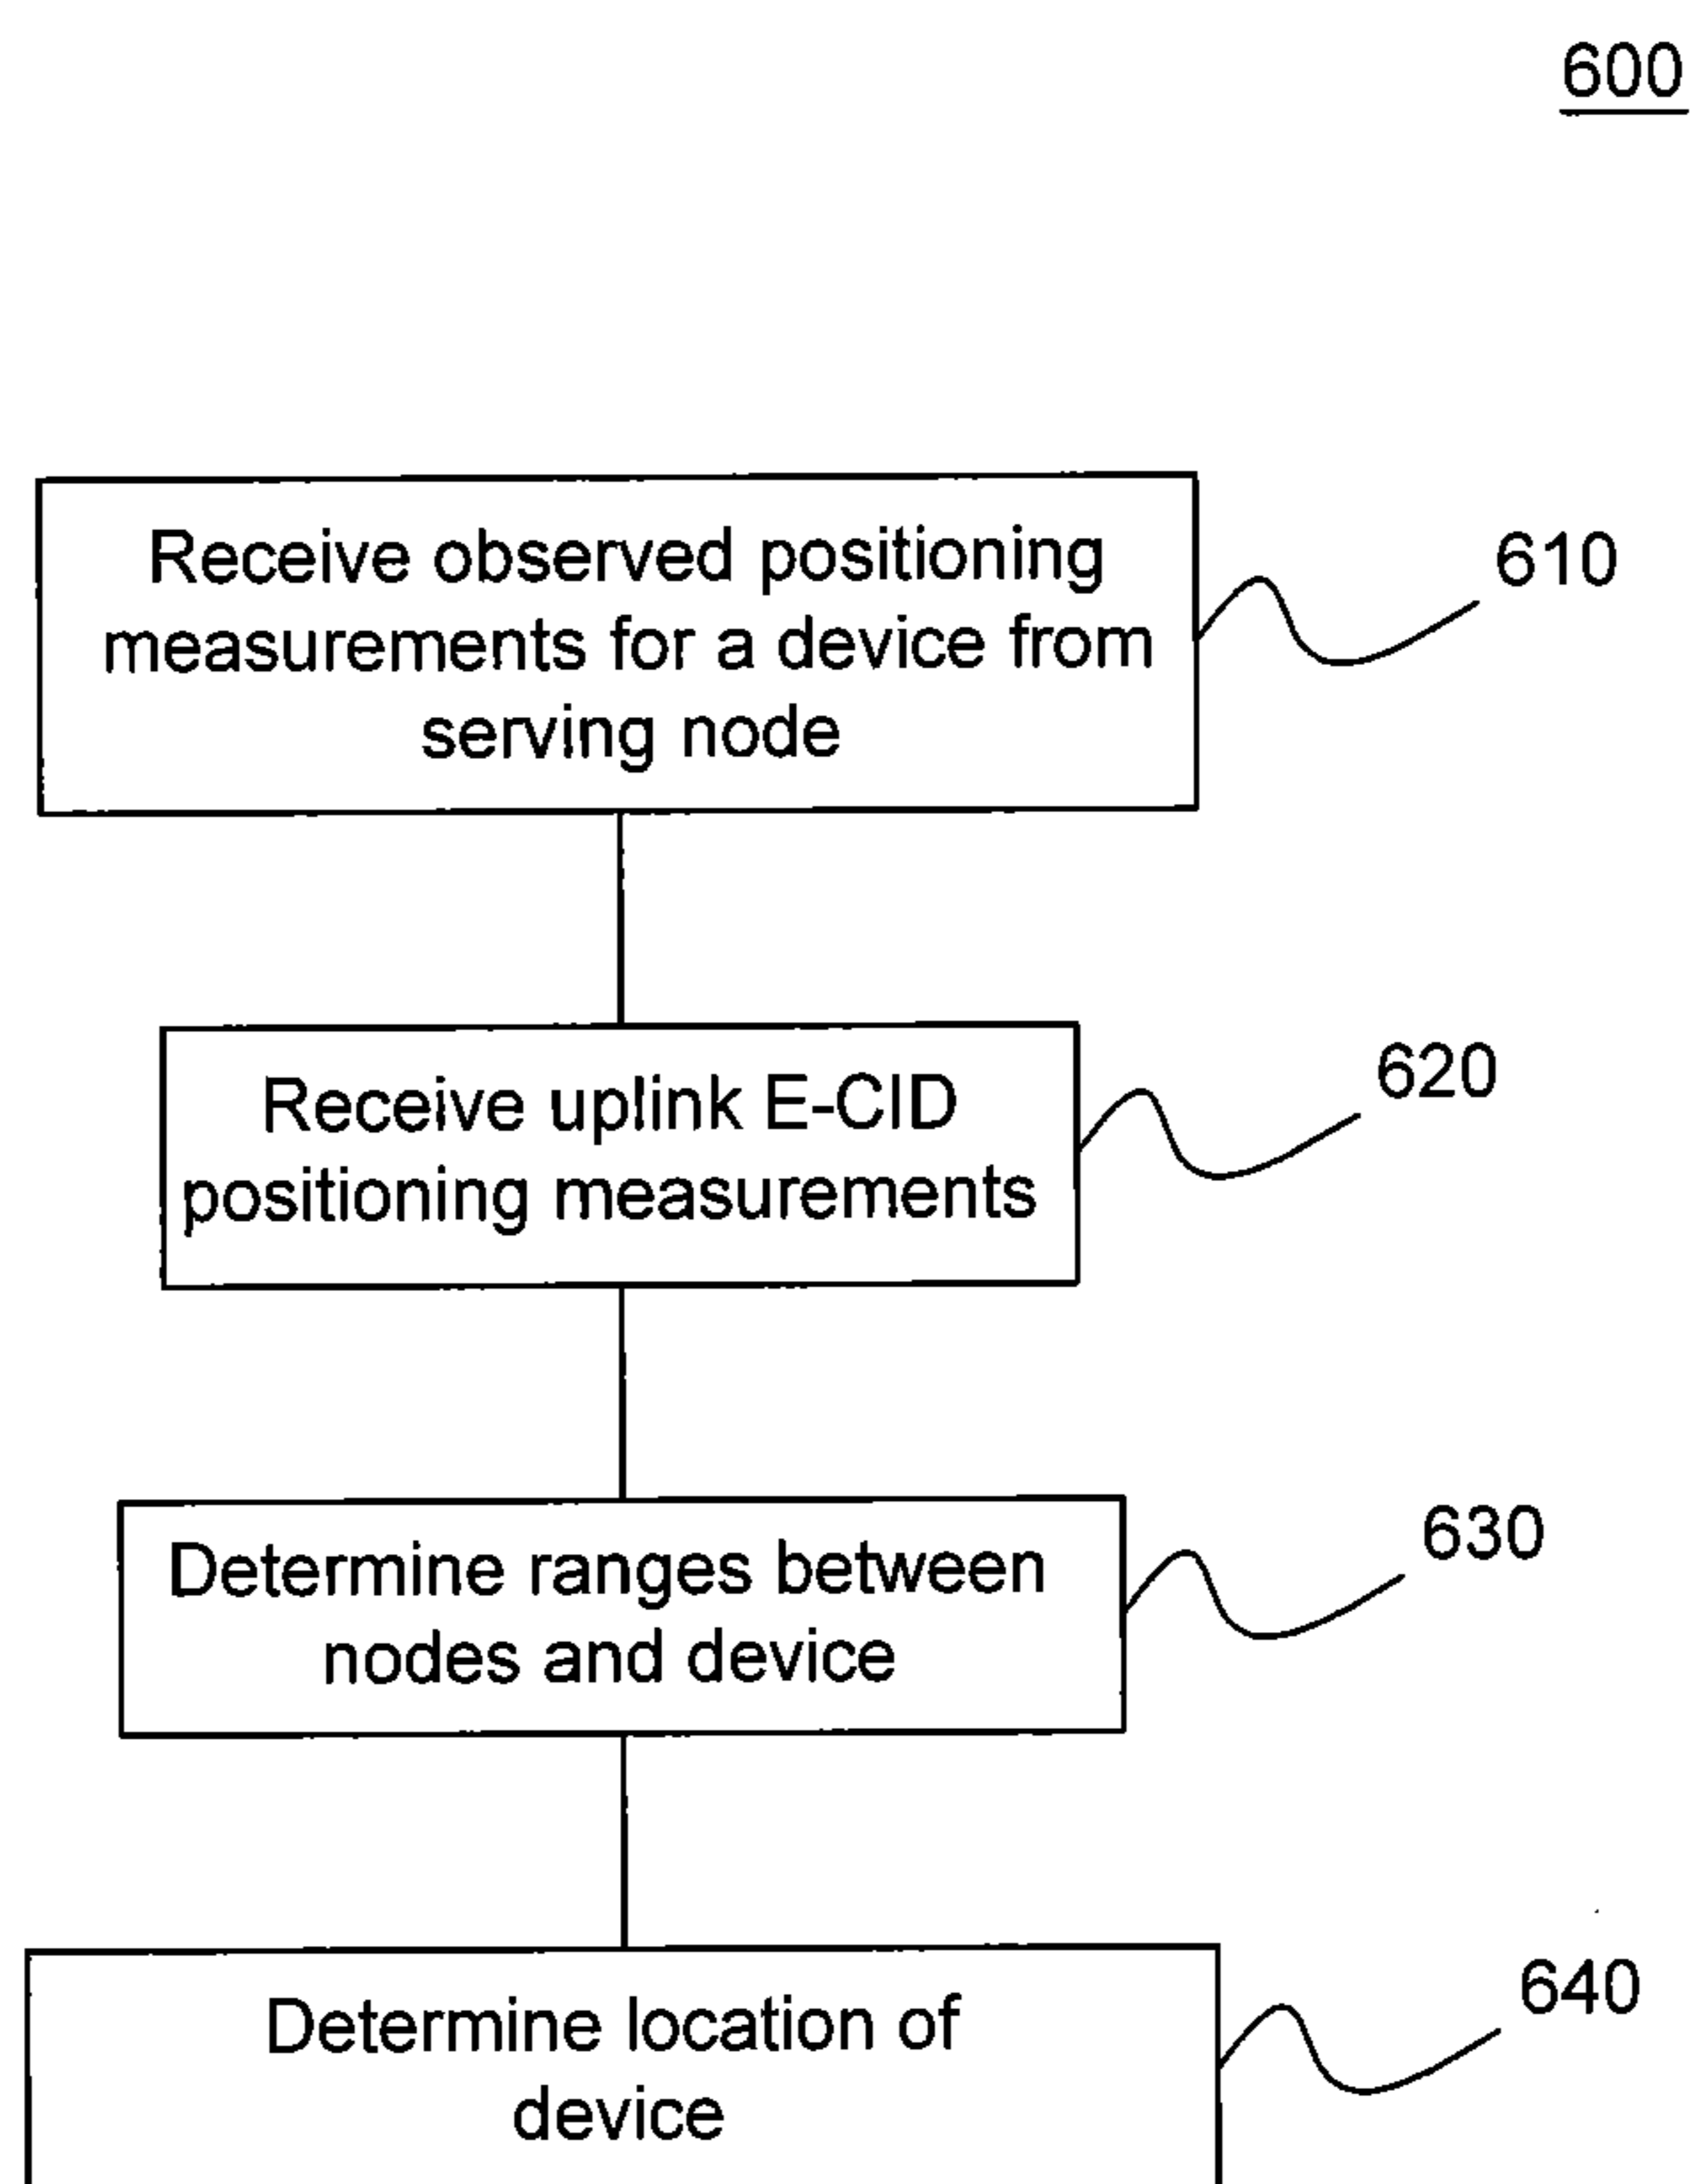 600
Receive observed positioning
measurements for a device from
serving node
610
Receive uplink E-CID
positioning measurements
620
Determine ranges between
nodes and device
630
Determine location of
device
640